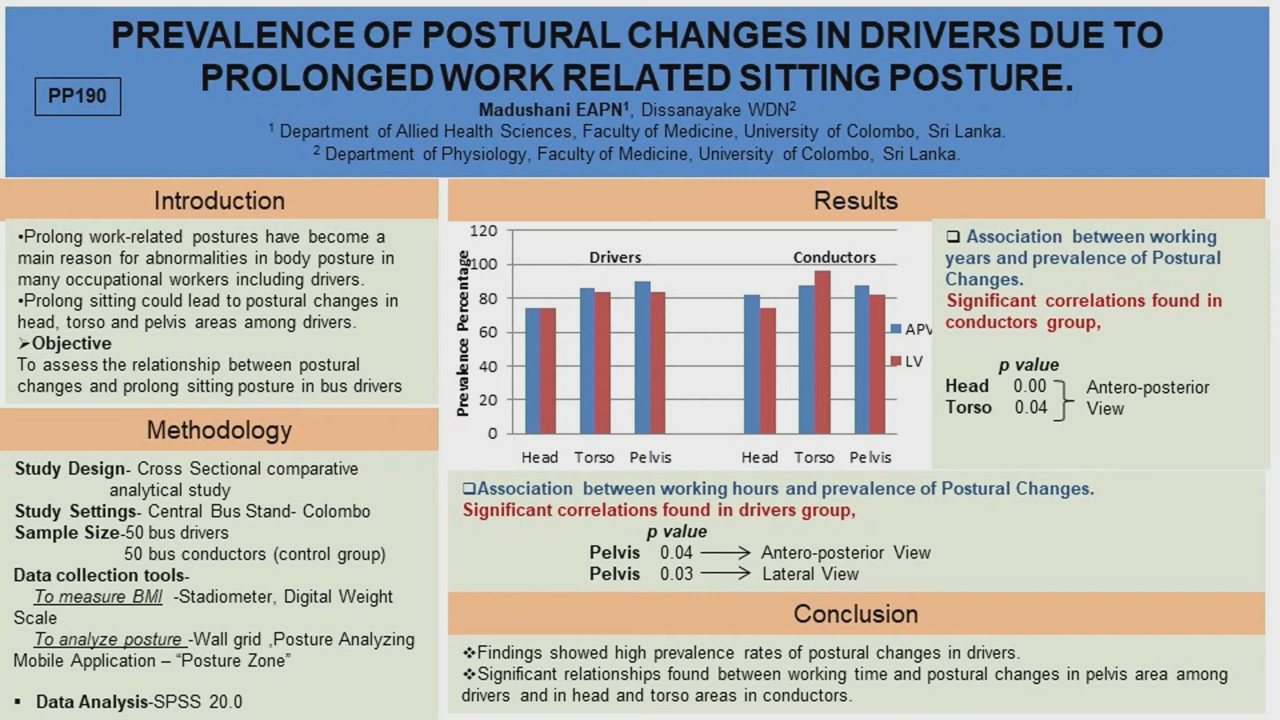 PREVALENCE OF POSTURAL CHANGES IN DRIVERS DUE TO
PROLONGED WORK RELATED SITTING POSTURE.
PP190
Madushani EAPN¹, Dissanayake WDN²
¹ Department of Allied Health Sciences, Faculty of Medicine, University of Colombo, Sri Lanka.
² Department of Physiology, Faculty of Medicine, University of Colombo, Sri Lanka.
Introduction
•Prolong work-related postures have become a
main reason for abnormalities in body posture in
many occupational workers including drivers.
•Prolong sitting could lead to postural changes in
head, torso and pelvis areas among drivers.
➢Objective
To assess the relationship between postural
changes and prolong sitting posture in bus drivers
Methodology
Study Design- Cross Sectional comparative
analytical study
Study Settings- Central Bus Stand- Colombo
Sample Size-50 bus drivers
50 bus conductors (control group)
Data collection tools-
To measure BMI -Stadiometer, Digital Weight
Scale
To analyze posture -Wall grid ,Posture Analyzing
Mobile Application – “Posture Zone”
▪ Data Analysis-SPSS 20.0
Results
Prevalence Percentage
120
100
80
60
40
20
0
Drivers
Conductors
Head Torso Pelvis
Head Torso Pelvis
APV
LV
❑ Association between working
years and prevalence of Postural
Changes.
Significant correlations found in
conductors group,
p value
Head 0.00
Torso 0.04
Antero-posterior
View
❑Association between working hours and prevalence of Postural Changes.
Significant correlations found in drivers group,
p value
Pelvis 0.04 → Antero-posterior View
Pelvis 0.03 → Lateral View
Conclusion
❖Findings showed high prevalence rates of postural changes in drivers.
❖Significant relationships found between working time and postural changes in pelvis area among
drivers and in head and torso areas in conductors.